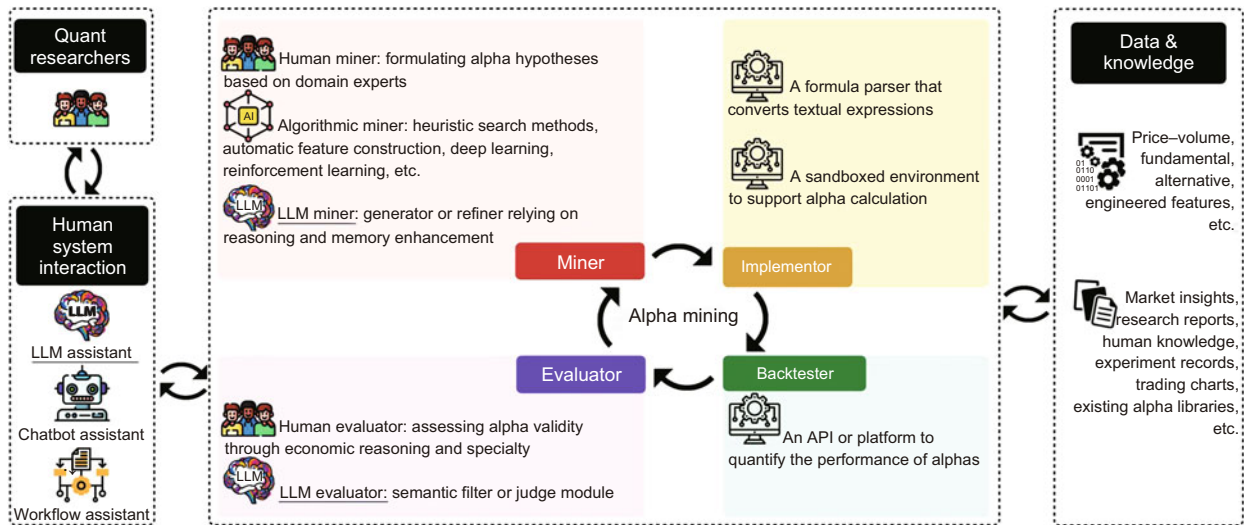 Quant
researchers
Human
system
interaction
LLM
LLM assistant
Chatbot assistant
Workflow assistant
Human miner: formulating alpha hypotheses
based on domain experts
AI
Algorithmic miner: heuristic search methods,
automatic feature construction, deep learning,
reinforcement learning, etc.
LLM
LLM miner: generator or refiner relying on
reasoning and memory enhancement
Miner
A formula parser that
converts textual expressions
A sandboxed environment
to support alpha calculation
Implementor
Alpha mining
Evaluator
Human evaluator: assessing alpha validity
through economic reasoning and specialty
LLM
LLM evaluator: semantic filter or judge module
Backtester
An API or platform to
quantify the performance of alphas
Data &
knowledge
01
0110
0001
01101
Price–volume,
fundamental,
alternative,
engineered features,
etc.
Market insights,
research reports,
human knowledge,
experiment records,
trading charts,
existing alpha libraries,
etc.